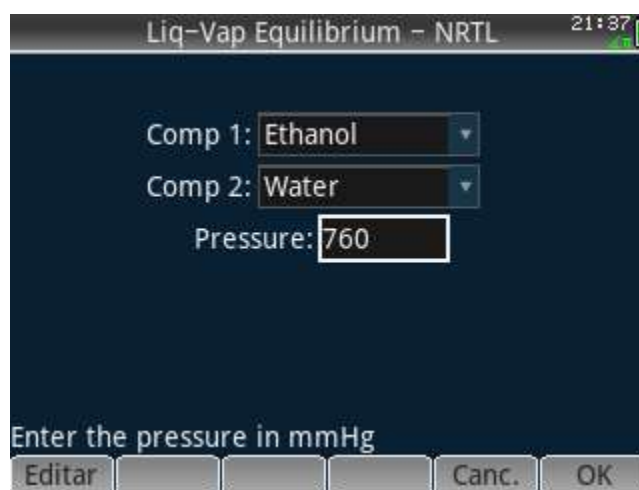 Liq-Vap Equilibrium - NRTL 21:37
Comp 1: Ethanol
Comp 2: Water
Pressure: 760
Enter the pressure in mmHg
Editar Canc. OK